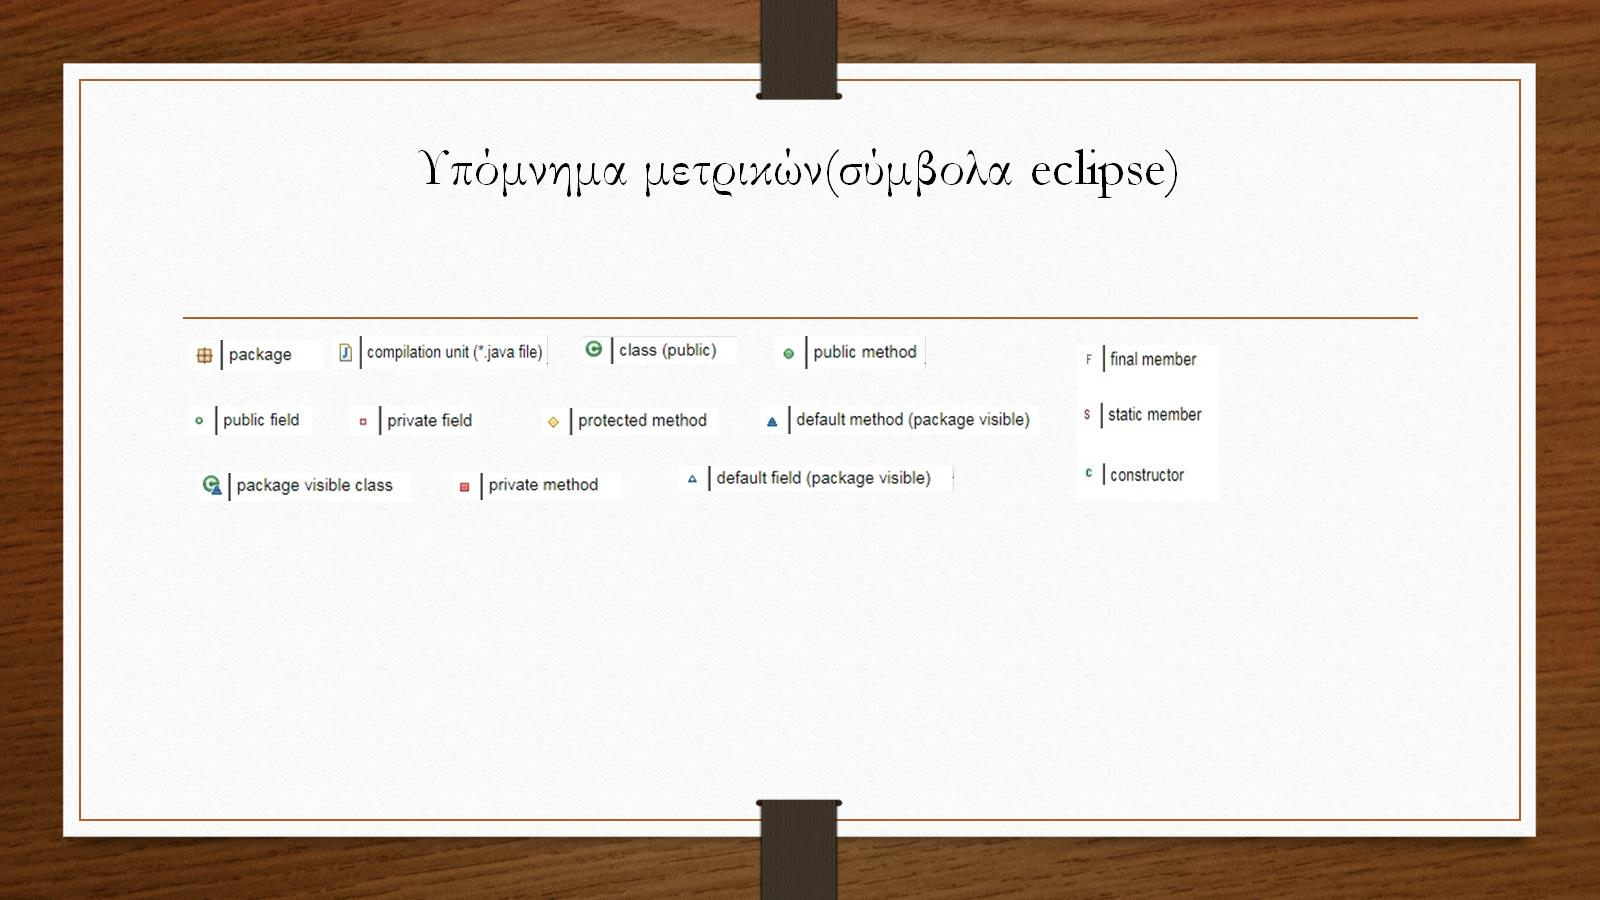 Υπόμνημα μετρικών(σύμβολα eclipse)
package
compilation unit (*.java file)
class (public)
public method
final member
public field
private field
protected method
default method (package visible)
static member
package visible class
private method
default field (package visible)
constructor